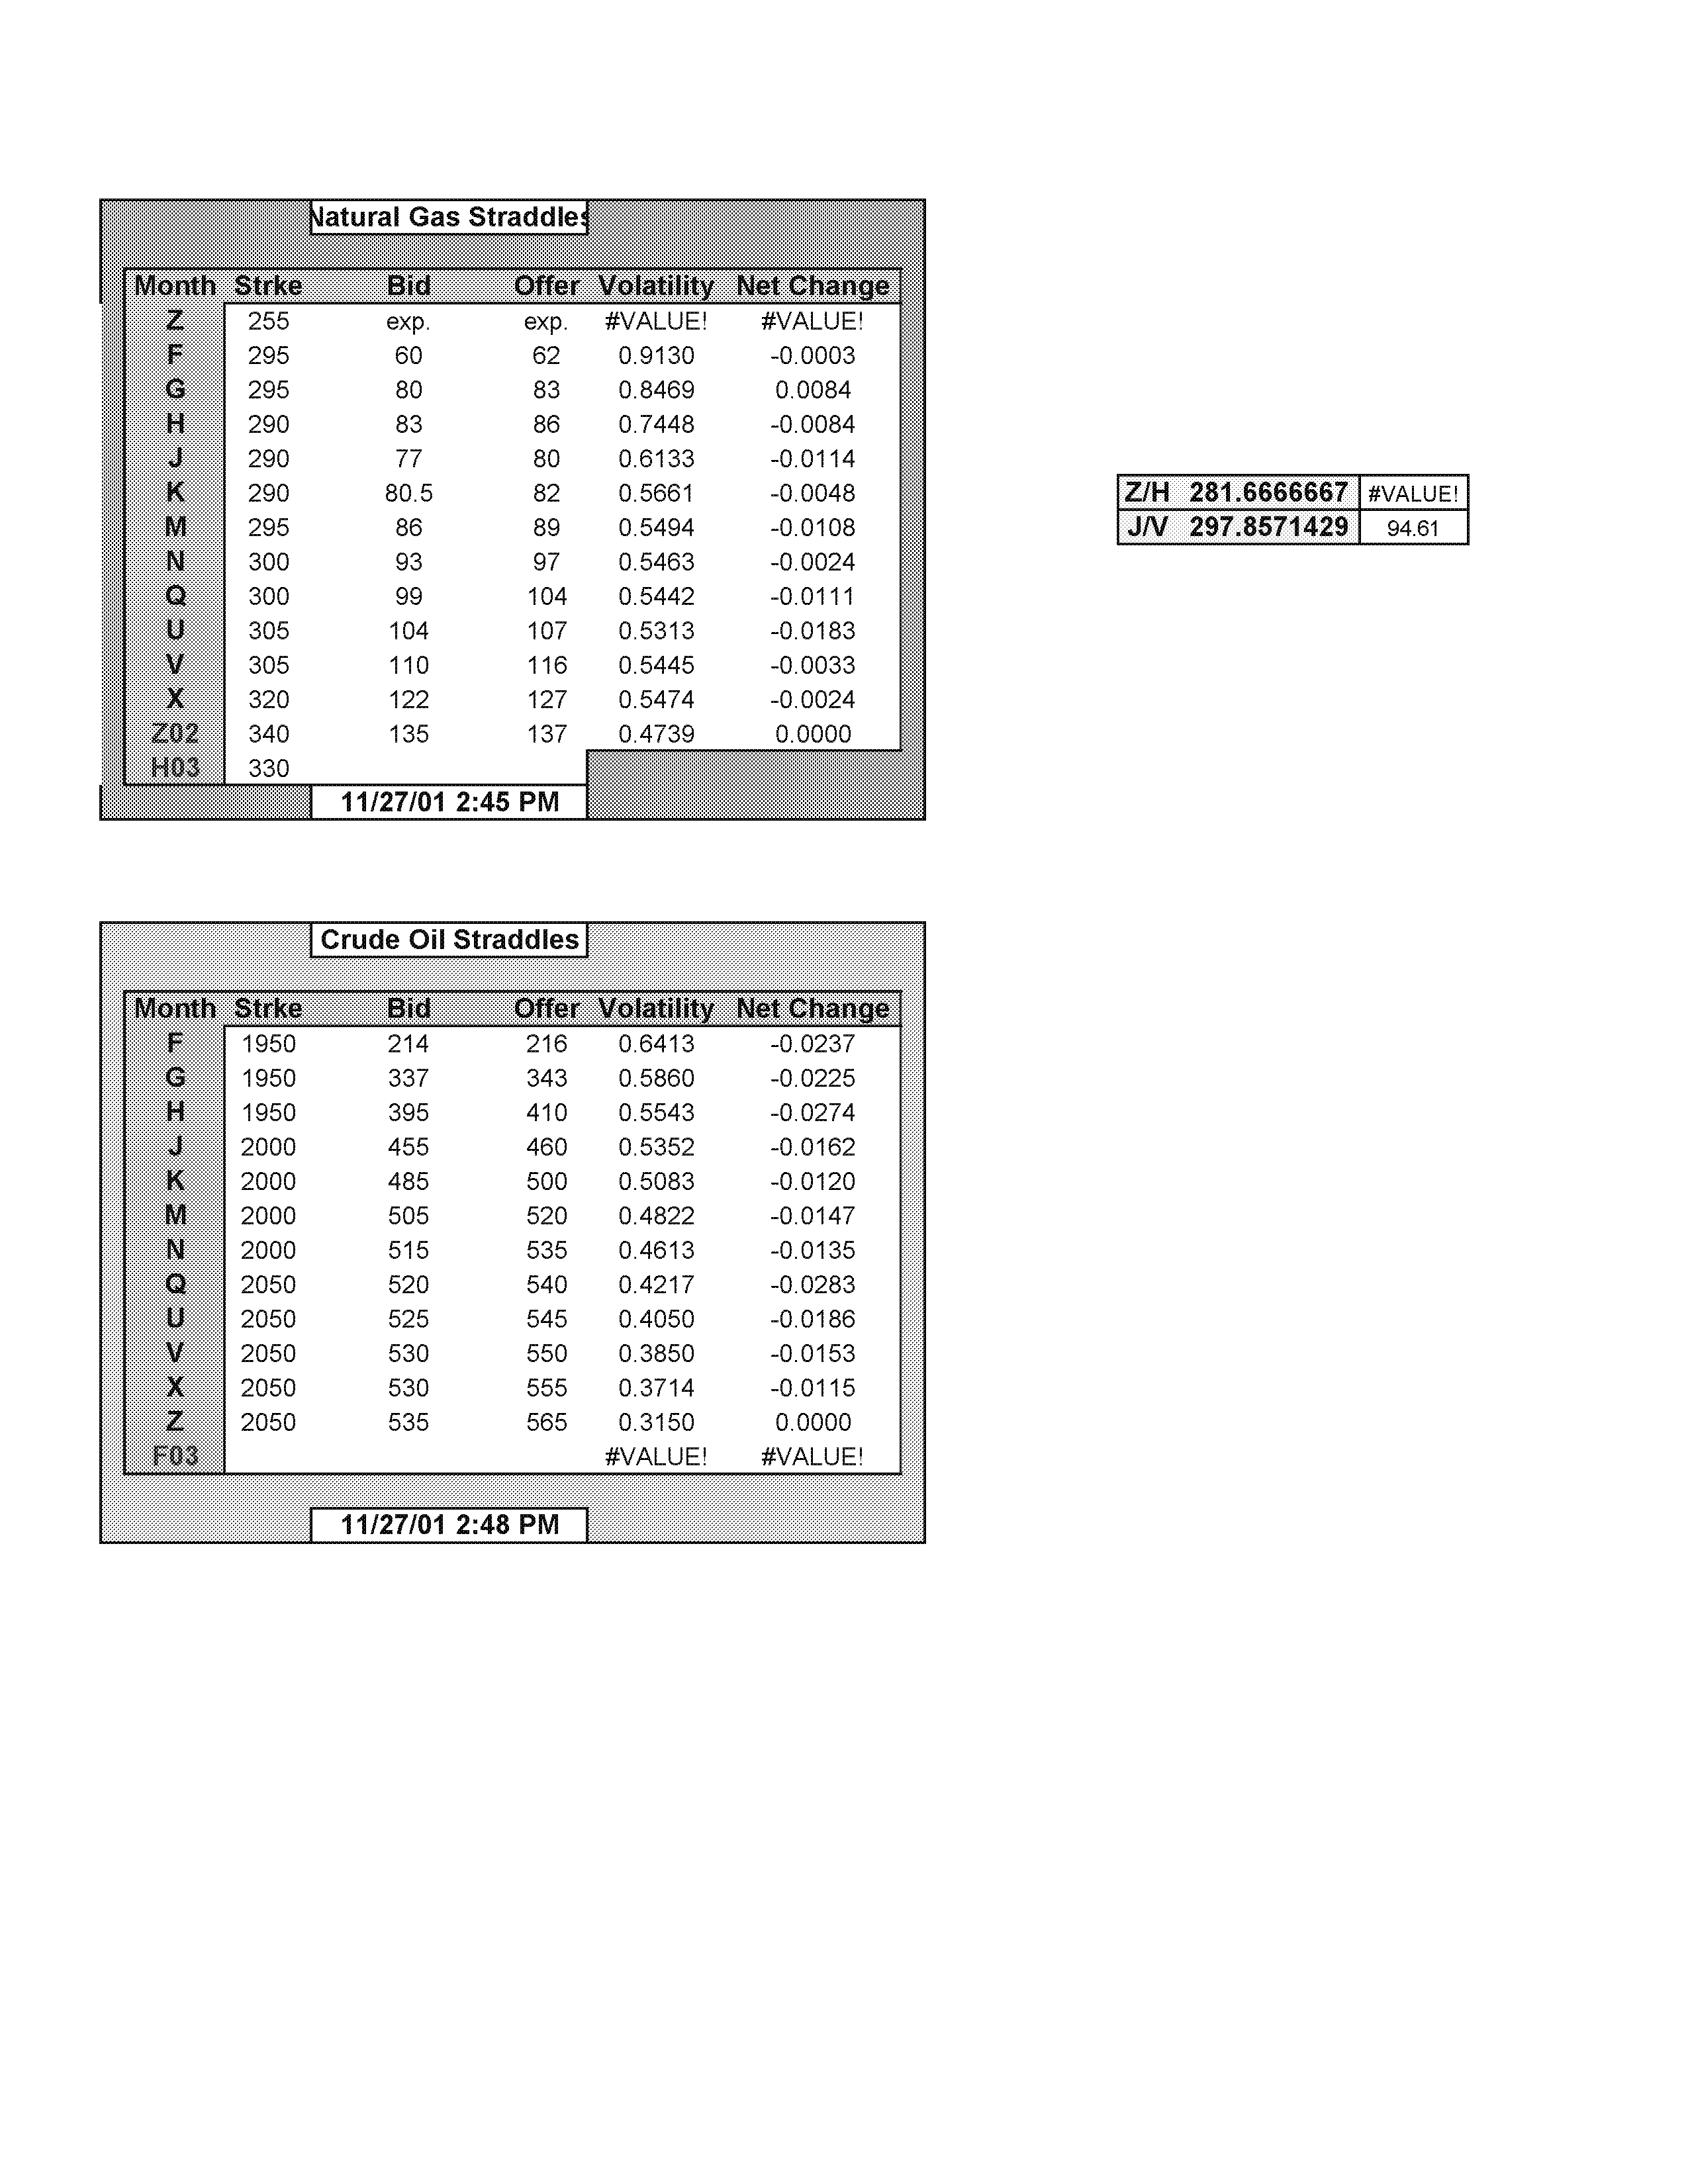 Natural Gas Straddles
Month Strke Bid Offer Volatility Net Change
Z 255 exp. exp. #VALUE! #VALUE!
F 295 60 62 0.9130 -0.0003
G 295 80 83 0.8469 0.0084
H 290 83 86 0.7448 -0.0084
J 290 77 80 0.6133 -0.0114
K 290 80.5 82 0.5661 -0.0048
M 295 86 89 0.5494 -0.0108
N 300 93 97 0.5463 -0.0024
Q 300 99 104 0.5442 -0.0111
U 305 104 107 0.5313 -0.0183
V 305 110 116 0.5445 -0.0033
X 320 122 127 0.5474 -0.0024
Z02 340 135 137 0.4739 0.0000
H03 330
11/27/01 2:45 PM
Z/H 281.6666667 #VALUE!
J/V 297.8571429 94.61
Crude Oil Straddles
Month Strke Bid Offer Volatility Net Change
F 1950 214 216 0.6413 -0.0237
G 1950 337 343 0.5860 -0.0225
H 1950 395 410 0.5543 -0.0274
J 2000 455 460 0.5352 -0.0162
K 2000 485 500 0.5083 -0.0120
M 2000 505 520 0.4822 -0.0147
N 2000 515 535 0.4613 -0.0135
Q 2050 520 540 0.4217 -0.0283
U 2050 525 545 0.4050 -0.0186
V 2050 530 550 0.3850 -0.0153
X 2050 530 555 0.3714 -0.0115
Z 2050 535 565 0.3150 0.0000
F03 #VALUE! #VALUE!
11/27/01 2:48 PM